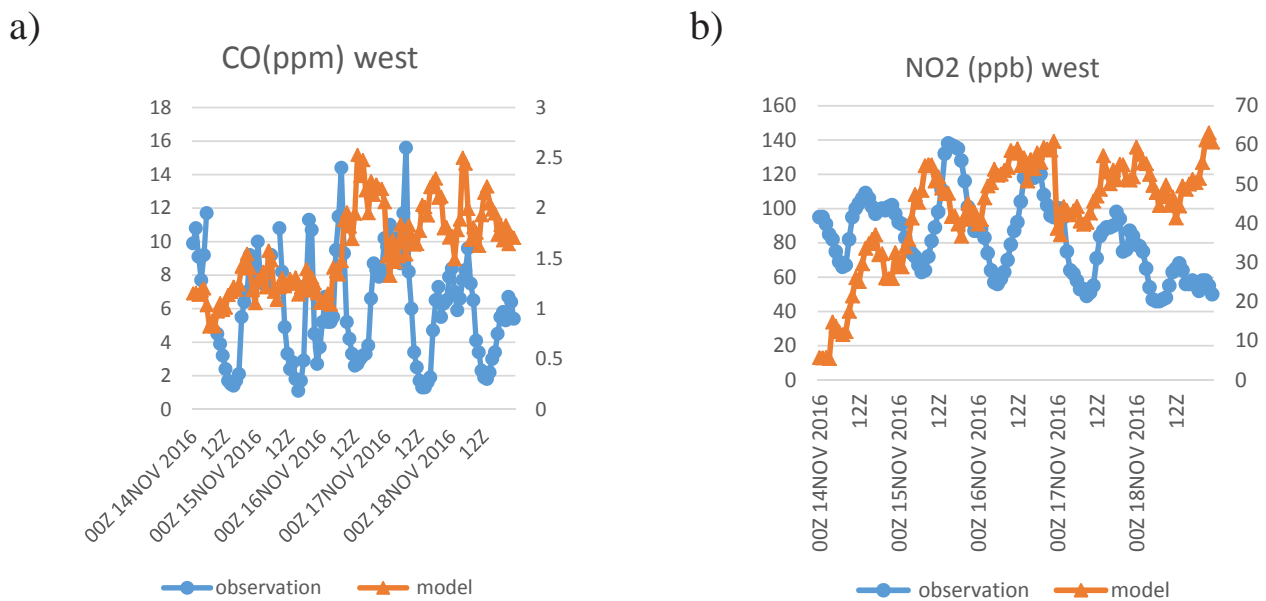 a)
CO(ppm) west
18
16
14
12
10
8
6
4
2
0
3
2.5
2
1.5
1
0.5
0
00Z 14NOV 2016
12Z
00Z 15NOV 2016
12Z
00Z 16NOV 2016
12Z
00Z 17NOV 2016
12Z
00Z 18NOV 2016
12Z
observation model
b)
NO2 (ppb) west
160
140
120
100
80
60
40
20
0
70
60
50
40
30
20
10
0
00Z 14NOV 2016
12Z
00Z 15NOV 2016
12Z
00Z 16NOV 2016
12Z
00Z 17NOV 2016
12Z
00Z 18NOV 2016
12Z
observation model